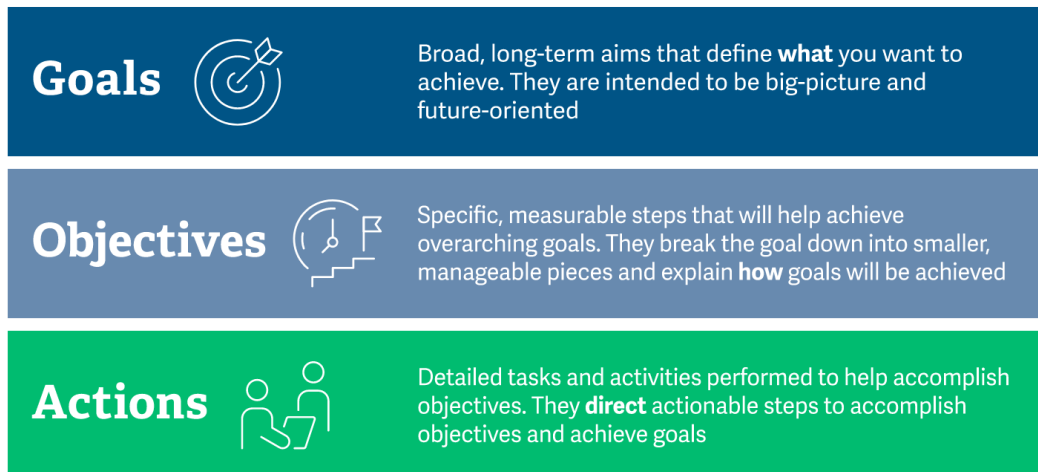 Goals
Broad, long-term aims that define what you want to
achieve. They are intended to be big-picture and
future-oriented
Objectives
Specific, measurable steps that will help achieve
overarching goals. They break the goal down into smaller,
manageable pieces and explain how goals will be achieved
Actions
Detailed tasks and activities performed to help accomplish
objectives. They direct actionable steps to accomplish
objectives and achieve goals